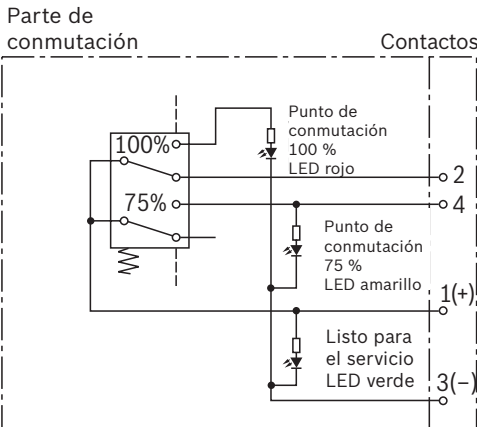 Parte de
conmutación
Contactos
Punto de
conmutación
100 %
LED rojo
100%
2
75%
4
Punto de
conmutación
75 %
LED amarillo
1(+)
Listo para
el servicio
LED verde
3(−)